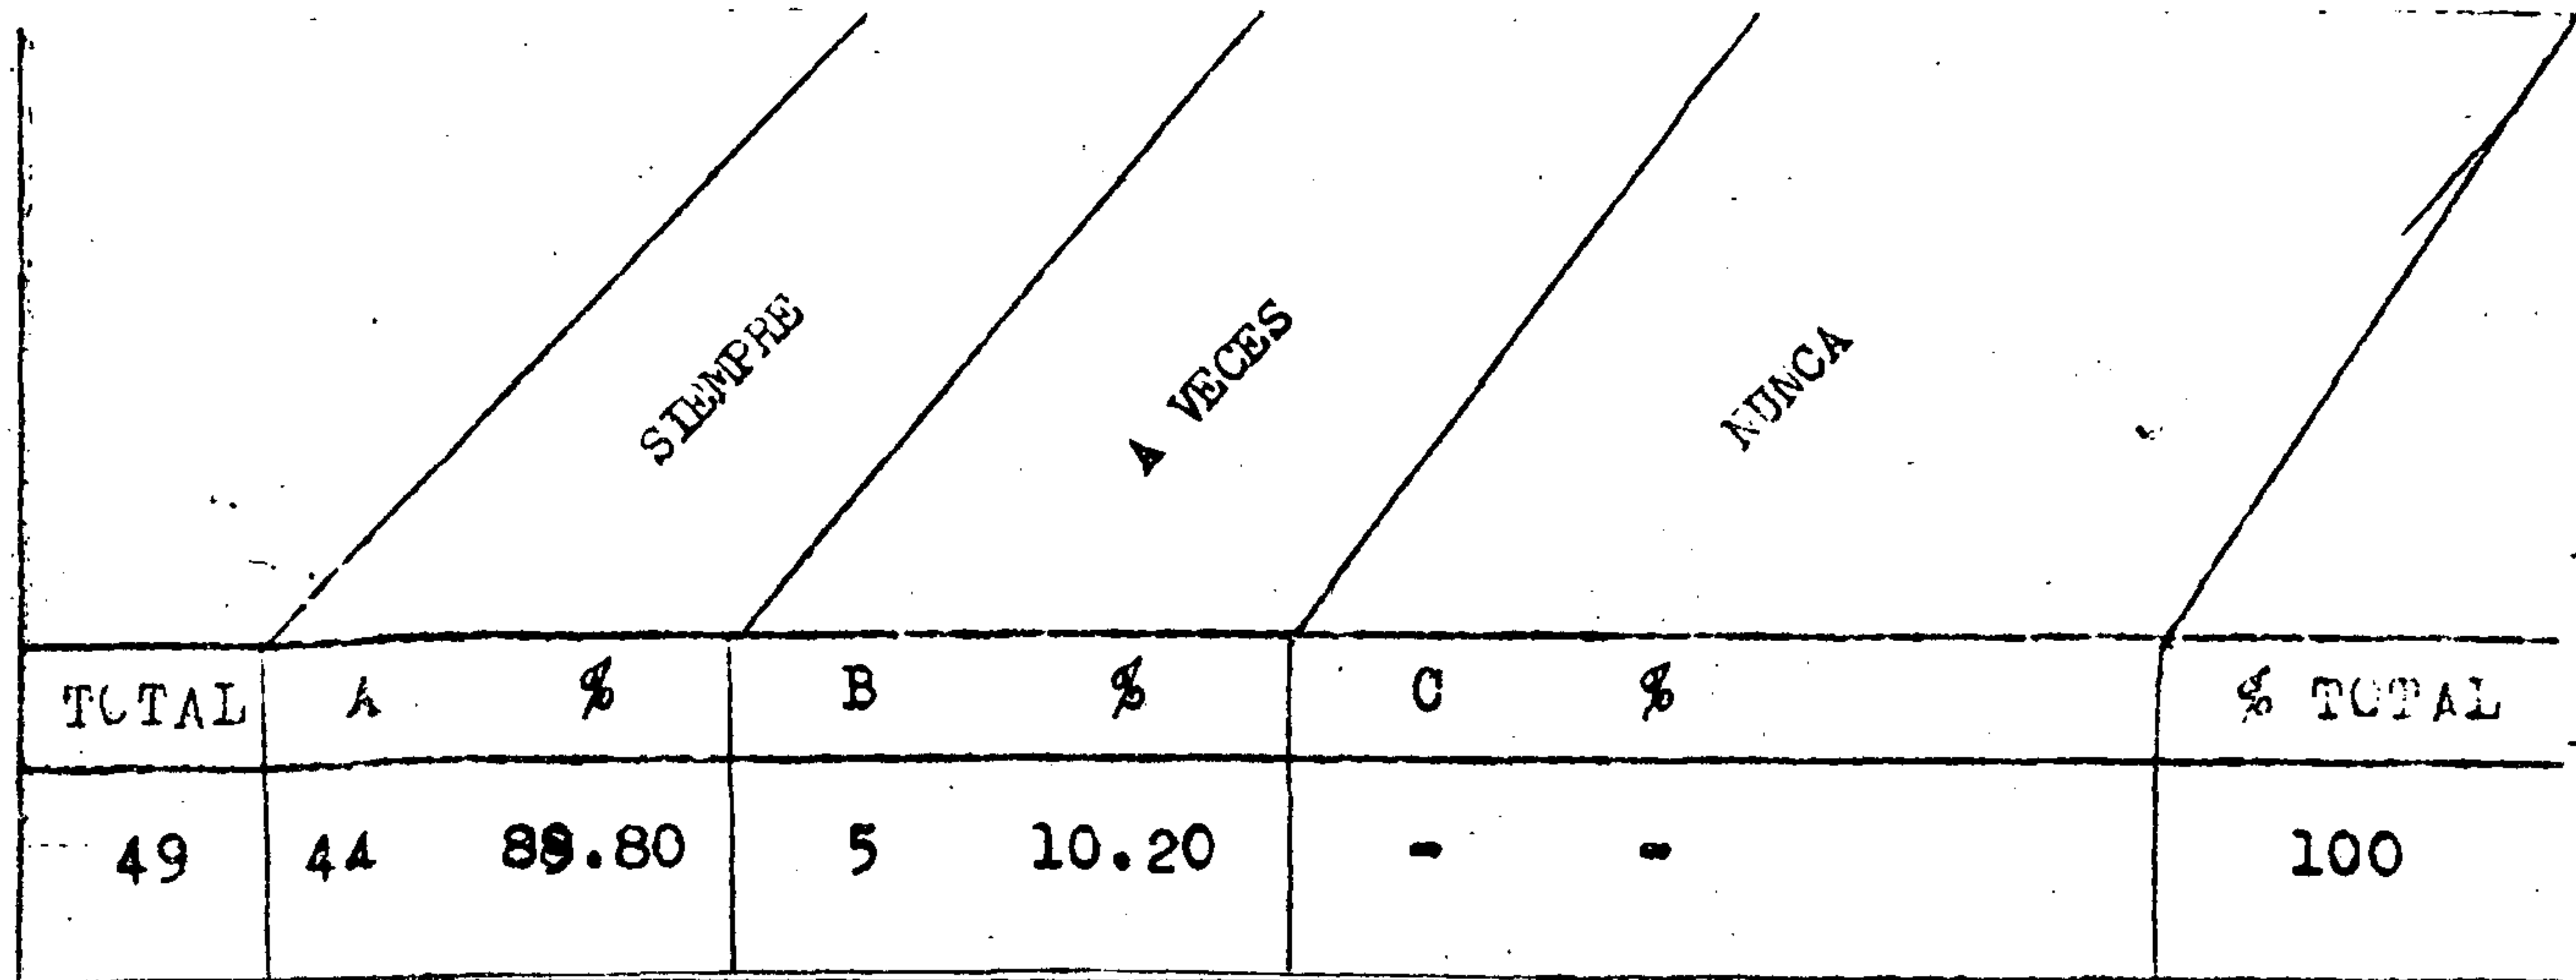 SIEMPRE
A VECES
NUNCA
TOTAL A % B % C % % TOTAL
49 44 89.80 5 10.20 - - 100